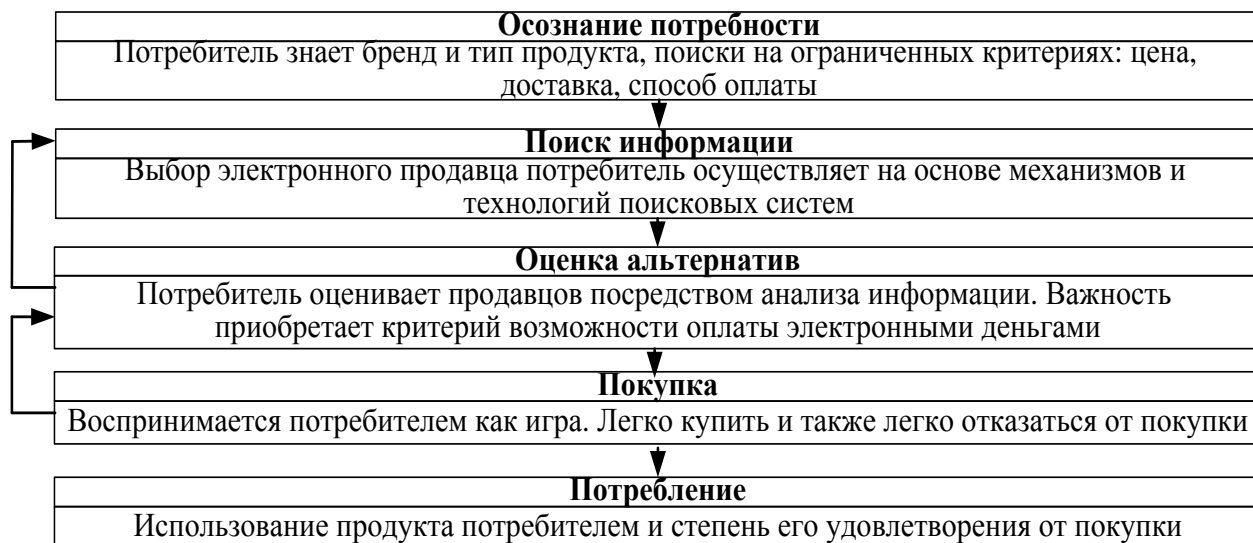 Осознание потребности
Потребитель знает бренд и тип продукта, поиски на ограниченных критериях: цена,
доставка, способ оплаты
Поиск информации
Выбор электронного продавца потребитель осуществляет на основе механизмов и
технологий поисковых систем
Оценка альтернатив
Потребитель оценивает продавцов посредством анализа информации. Важность
приобретает критерий возможности оплаты электронными деньгами
Покупка
Воспринимается потребителем как игра. Легко купить и также легко отказаться от покупки
Потребление
Использование продукта потребителем и степень его удовлетворения от покупки